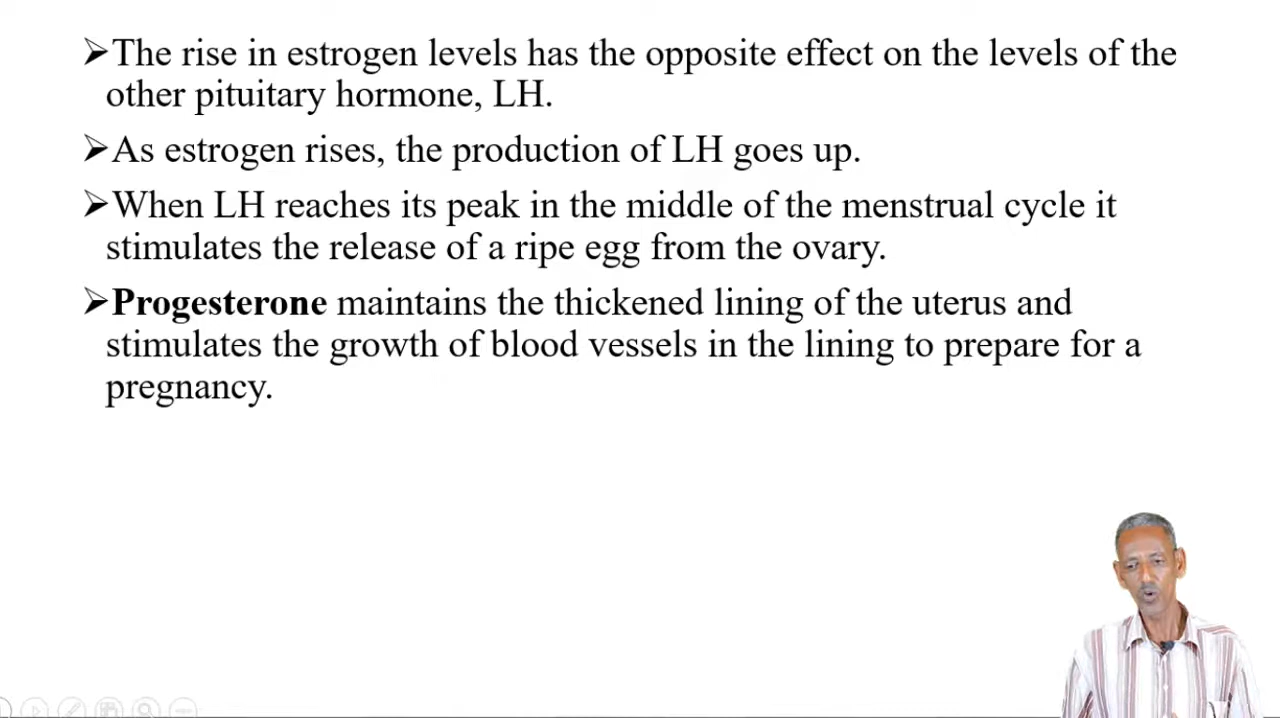 ➢The rise in estrogen levels has the opposite effect on the levels of the
other pituitary hormone, LH.
➢As estrogen rises, the production of LH goes up.
➢When LH reaches its peak in the middle of the menstrual cycle it
stimulates the release of a ripe egg from the ovary.
➢Progesterone maintains the thickened lining of the uterus and
stimulates the growth of blood vessels in the lining to prepare for a
pregnancy.